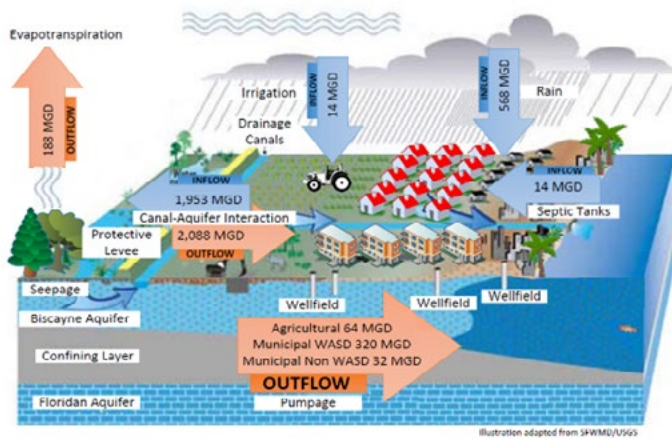 Evapotranspiration
188 MGD
OUTFLOW
Irrigation
INFLOW
14 MGD
INFLOW
568 MGD
Rain
Drainage
Canals
INFLOW
1,953 MGD
Canal-Aquifer Interaction
2,088 MGD
OUTFLOW
INFLOW
14 MGD
Septic Tanks
Protective
Levee
Seepage
Biscayne Aquifer
Wellfield
Wellfield
Wellfield
Confining Layer
Agricultural 64 MGD
Municipal WASD 320 MGD
Municipal Non WASD 32 MGD
OUTFLOW
Pumpage
Floridan Aquifer
Illustration adapted from SFWMD/USGS